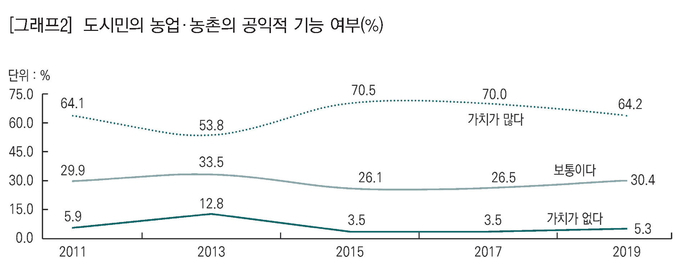 [그래프2] 도시민의 농업·농촌의 공익적 기능 여부(%)
단위 : %
75.0
60.0
45.0
30.0
15.0
0.0
64.1 53.8 70.5 70.0 64.2
가치가 많다
29.9 33.5 26.1 26.5 30.4
보통이다
5.9 12.8 3.5 3.5 5.3
가치가 없다
2011 2013 2015 2017 2019